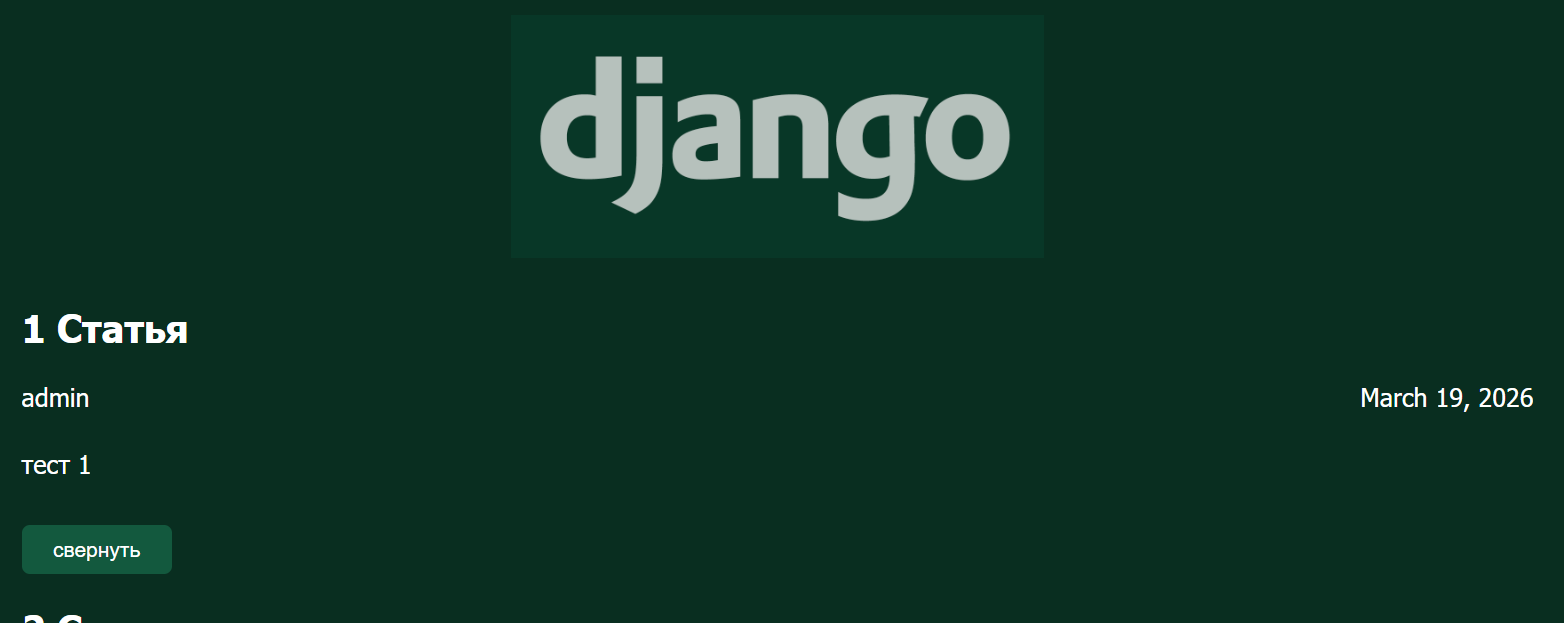 django
1 Статья
admin
March 19, 2026
тест 1
свернуть